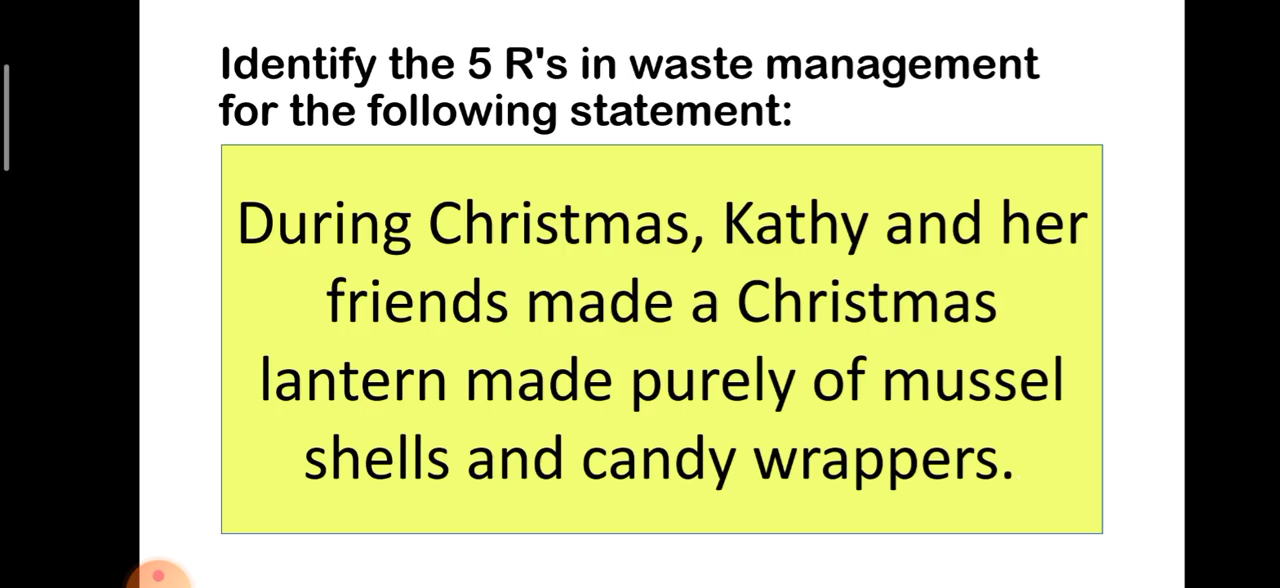 Identify the 5 R's in waste management
for the following statement:
During Christmas, Kathy and her
friends made a Christmas
lantern made purely of mussel
shells and candy wrappers.